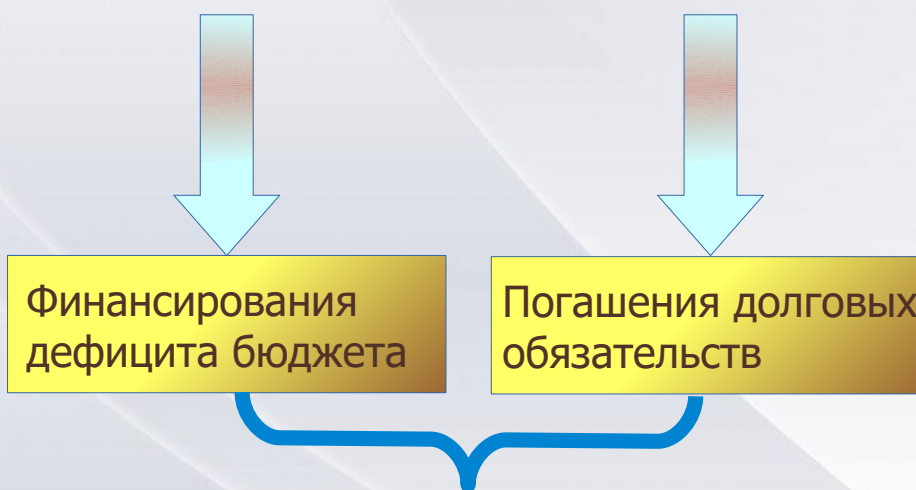 Финансирования
дефицита бюджета
Погашения долговых
обязательств